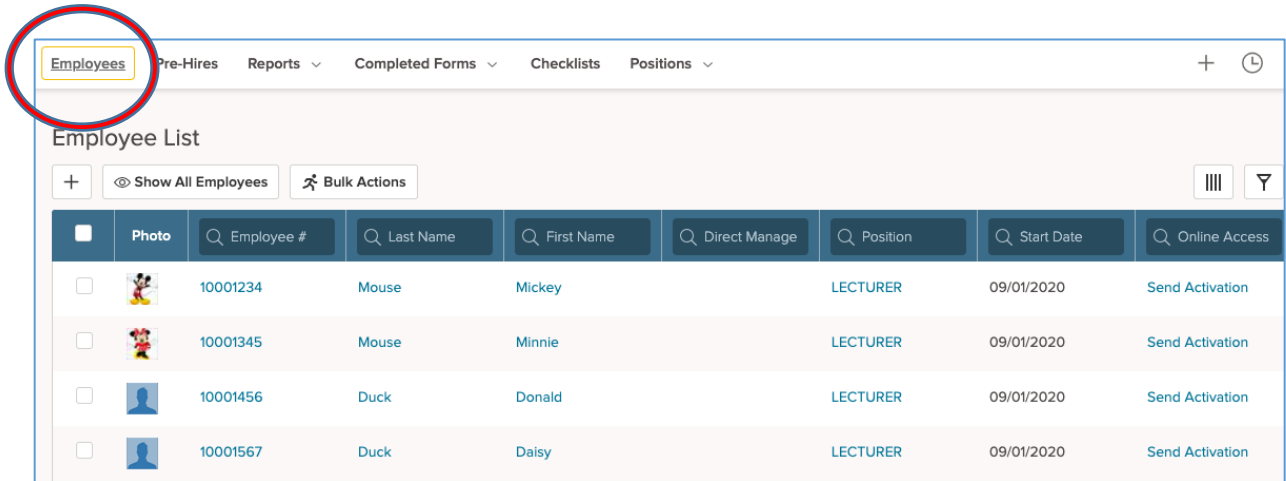 Employees Pre-Hires Reports Completed Forms Checklists Positions
Employee List
Show All Employees Bulk Actions
Photo Employee # Last Name First Name Direct Manage Position Start Date Online Access
10001234 Mouse Mickey LECTURER 09/01/2020 Send Activation
10001345 Mouse Minnie LECTURER 09/01/2020 Send Activation
10001456 Duck Donald LECTURER 09/01/2020 Send Activation
10001567 Duck Daisy LECTURER 09/01/2020 Send Activation